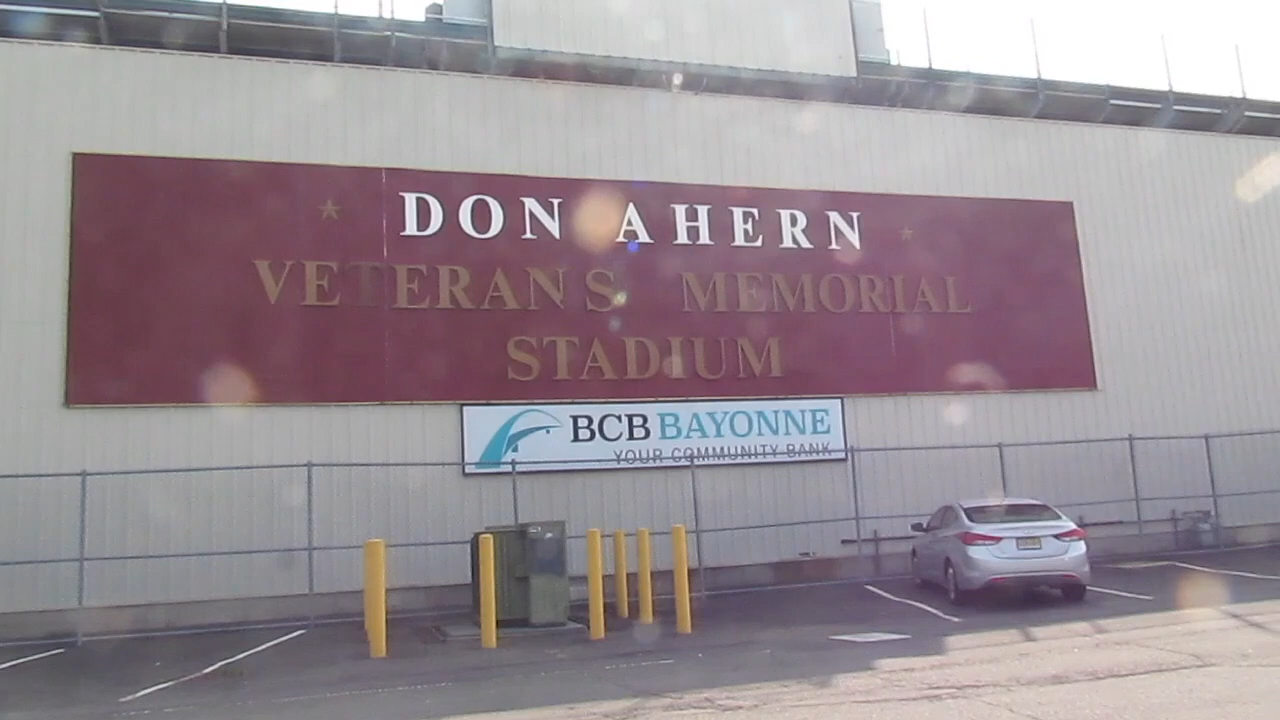 DON AHERN
VETERANS MEMORIAL
STADIUM
BCB BAYONNE
YOUR COMMUNITY BANK